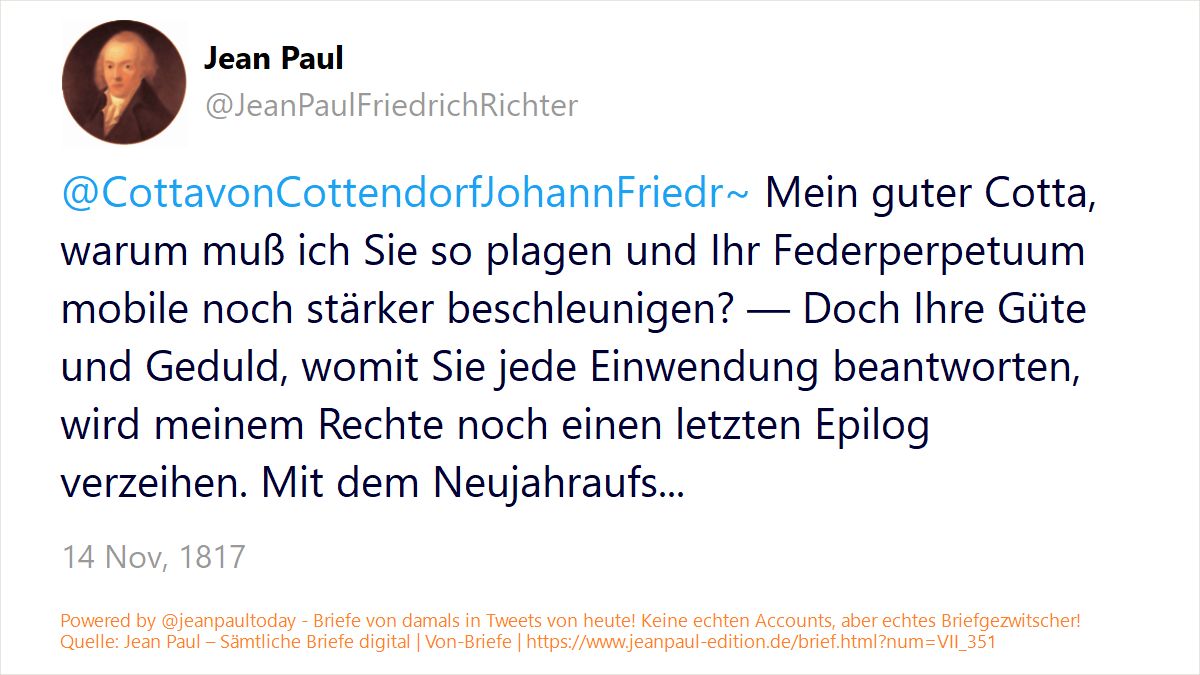 Jean Paul
@JeanPaulFriedrichRichter
@CottavonCottendorfJohannFriedr~ Mein guter Cotta,
warum muß ich Sie so plagen und Ihr Federperpetuum
mobile noch stärker beschleunigen? — Doch Ihre Güte
und Geduld, womit Sie jede Einwendung beantworten,
wird meinem Rechte noch einen letzten Epilog
verzeihen. Mit dem Neujahraufs...
14 Nov, 1817
Powered by @jeanpaultoday - Briefe von damals in Tweets von heute! Keine echten Accounts, aber echtes Briefgezwitscher!
Quelle: Jean Paul – Sämtliche Briefe digital | Von-Briefe | https://www.jeanpaul-edition.de/brief.html?num=VII_351